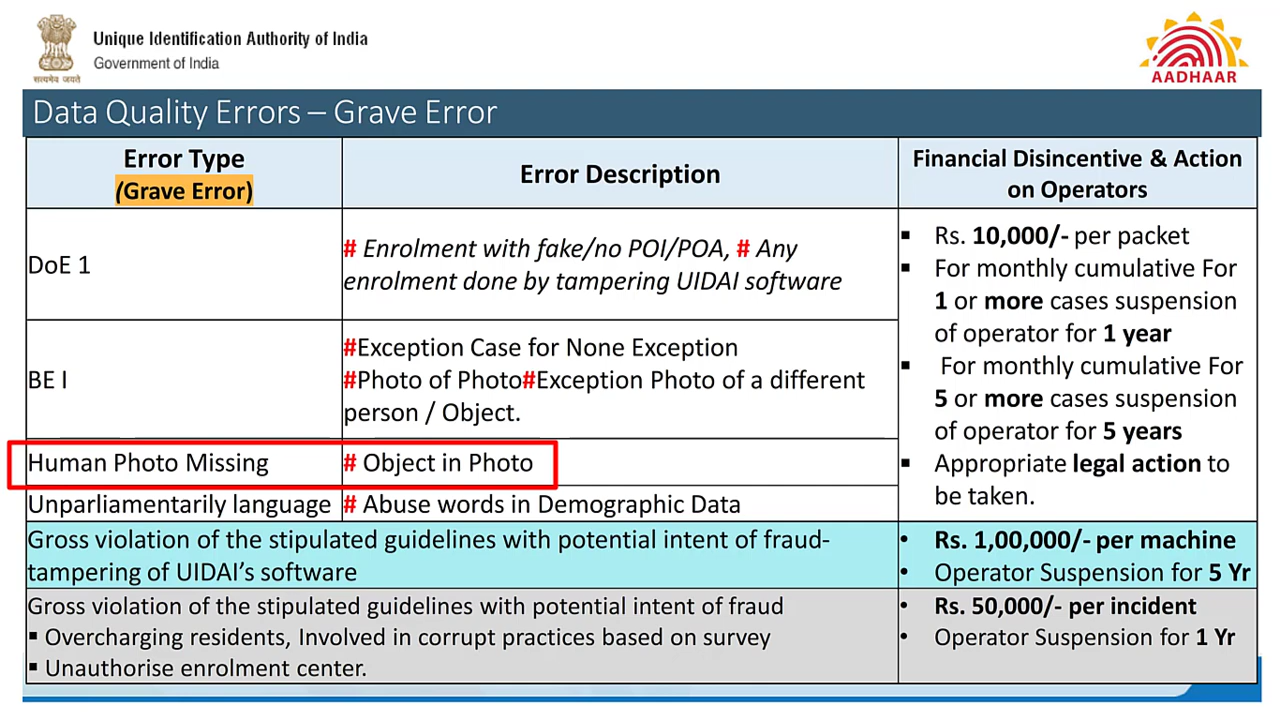 Unique Identification Authority of India
Government of India
सत्यमेव जयते
AADHAAR
Data Quality Errors – Grave Error
Error Type
(Grave Error)
Error Description
Financial Disincentive & Action
on Operators
DoE 1
# Enrolment with fake/no POI/POA, # Any
enrolment done by tampering UIDAI software
BE I
#Exception Case for None Exception
#Photo of Photo#Exception Photo of a different
person / Object.
Human Photo Missing
# Object in Photo
Unparliamentarily language
# Abuse words in Demographic Data
▪ Rs. 10,000/- per packet
▪ For monthly cumulative For
1 or more cases suspension
of operator for 1 year
▪ For monthly cumulative For
5 or more cases suspension
of operator for 5 years
▪ Appropriate legal action to
be taken.
Gross violation of the stipulated guidelines with potential intent of fraud-
tampering of UIDAI’s software
• Rs. 1,00,000/- per machine
• Operator Suspension for 5 Yr
Gross violation of the stipulated guidelines with potential intent of fraud
▪ Overcharging residents, Involved in corrupt practices based on survey
▪ Unauthorise enrolment center.
• Rs. 50,000/- per incident
• Operator Suspension for 1 Yr